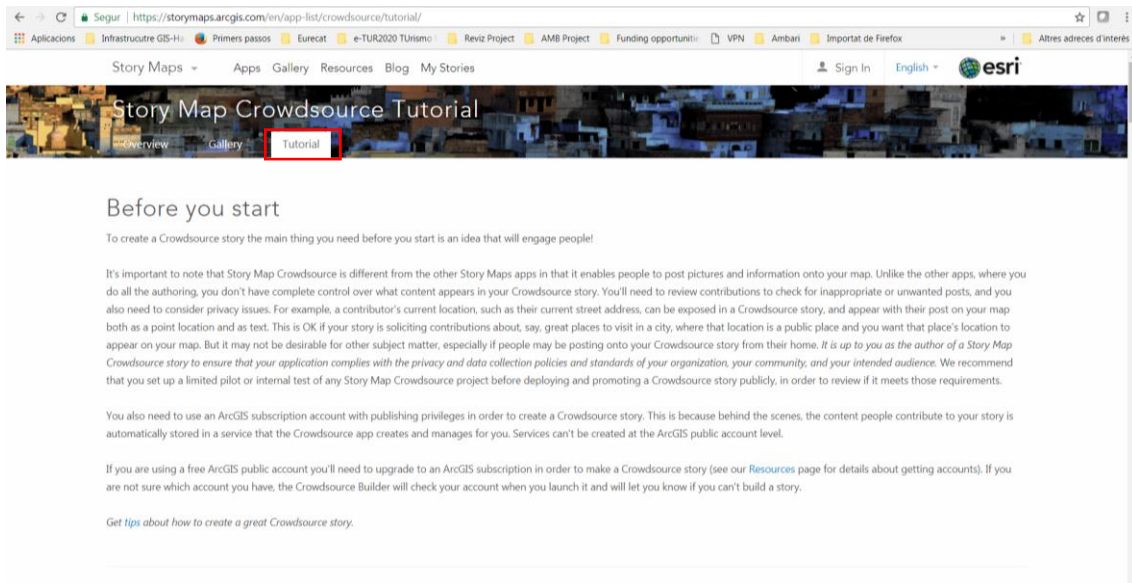 Segur | https://storymaps.arcgis.com/en/app-list/crowdsource/tutorial/
Aplicacions Infrastrucutre GIS-Ha Primers passos Eurecat e-TUR2020 TUrismo Reviz Project AMB Project Funding opportuniti VPN Ambari Importat de Firefox » Altres adreces d'interès
Story Maps Apps Gallery Resources Blog My Stories Sign In English esri
Story Map Crowdsource Tutorial
Overview Gallery Tutorial
Before you start
To create a Crowdsource story the main thing you need before you start is an idea that will engage people!
It's important to note that Story Map Crowdsource is different from the other Story Maps apps in that it enables people to post pictures and information onto your map. Unlike the other apps, where you
do all the authoring, you don't have complete control over what content appears in your Crowdsource story. You'll need to review contributions to check for inappropriate or unwanted posts, and you
also need to consider privacy issues. For example, a contributor's current location, such as their current street address, can be exposed in a Crowdsource story, and appear with their post on your map
both as a point location and as text. This is OK if your story is soliciting contributions about, say, great places to visit in a city, where that location is a public place and you want that place's location to
appear on your map. But it may not be desirable for other subject matter, especially if people may be posting onto your Crowdsource story from their home. It is up to you as the author of a Story Map
Crowdsource story to ensure that your application complies with the privacy and data collection policies and standards of your organization, your community, and your intended audience. We recommend
that you set up a limited pilot or internal test of any Story Map Crowdsource project before deploying and promoting a Crowdsource story publicly, in order to review if it meets those requirements.
You also need to use an ArcGIS subscription account with publishing privileges in order to create a Crowdsource story. This is because behind the scenes, the content people contribute to your story is
automatically stored in a service that the Crowdsource app creates and manages for you. Services can't be created at the ArcGIS public account level.
If you are using a free ArcGIS public account you'll need to upgrade to an ArcGIS subscription in order to make a Crowdsource story (see our Resources page for details about getting accounts). If you
are not sure which account you have, the Crowdsource Builder will check your account when you launch it and will let you know if you can't build a story.
Get tips about how to create a great Crowdsource story.